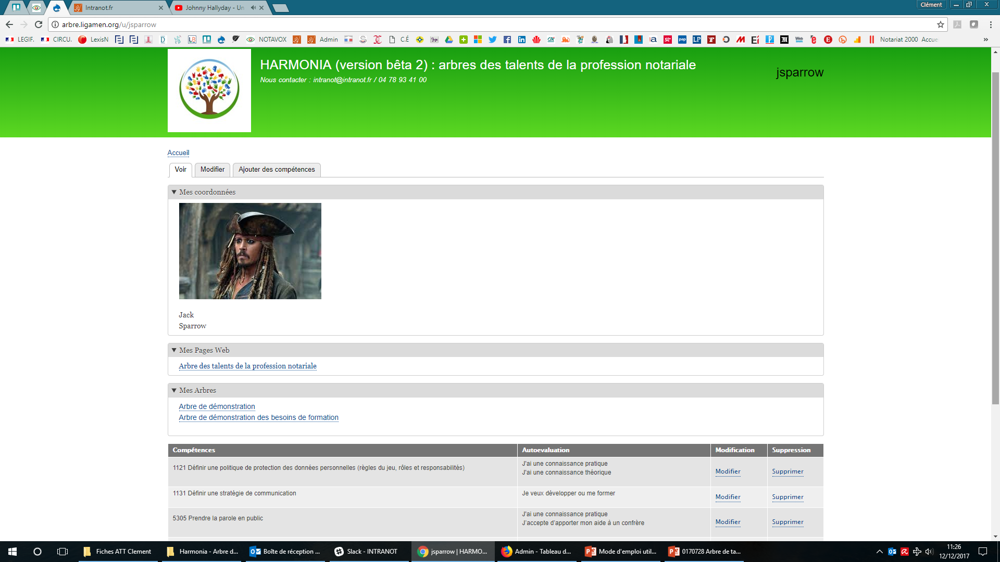 Intranot.fr
Johnny Hallyday - Un
Clément
arbre.ligamen.org/u/jsparrow
LEGIF.
CIRCU.
LexisN
NOTAVOX
Admin
C.É
Notariat 2000
Accue
HARMONIA (version bêta 2) : arbres des talents de la profession notariale
Nous contacter : intranot@intranot.fr / 04 78 93 41 00
jsparrow
Accueil
Voir
Modifier
Ajouter des compétences
Mes coordonnées
Jack
Sparrow
Mes Pages Web
Arbre des talents de la profession notariale
Mes Arbres
Arbre de démonstration
Arbre de démonstration des besoins de formation
Compétences
Autoevaluation
Modification
Suppression
1121 Définir une politique de protection des données personnelles (règles du jeu, rôles et responsabilités)
J'ai une connaissance pratique
J'ai une connaissance théorique
Modifier
Supprimer
1131 Définir une stratégie de communication
Je veux développer ou me former
Modifier
Supprimer
5305 Prendre la parole en public
J'ai une connaissance pratique
J'accepte d'apporter mon aide à un confrère
Modifier
Supprimer
Fiches ATT Clement
Harmonia - Arbre d...
Boîte de réception ...
Slack - INTRANOT
jsparrow | HARMO...
Admin - Tableau d...
Mode d'emploi util...
0170728 Arbre de ta...
11:26
12/12/2017